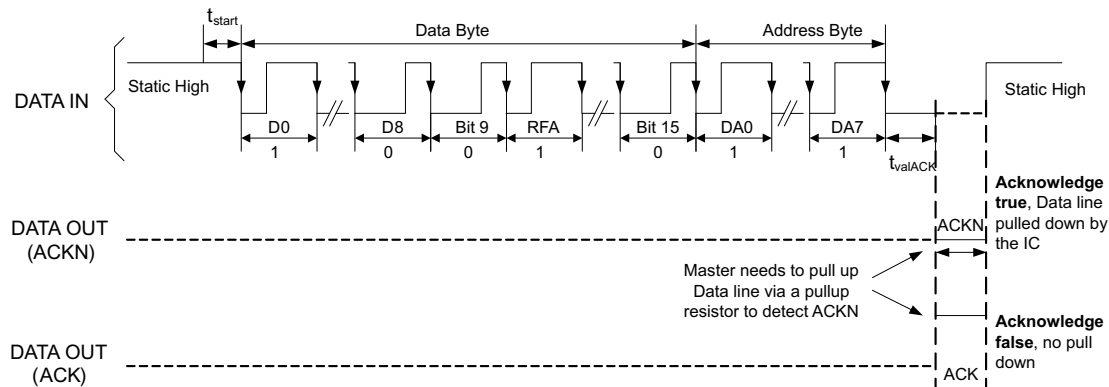 tstart
Data Byte
Address Byte
DATA IN
Static High
Static High
D0
D8
Bit 9
RFA
Bit 15
DA0
DA7
1
0
0
1
0
1
1
tvalACK
Acknowledge
true, Data line
pulled down by
the IC
DATA OUT
(ACKN)
ACKN
Master needs to pull up
Data line via a pullup
resistor to detect ACKN
Acknowledge
false, no pull
down
DATA OUT
(ACK)
ACK